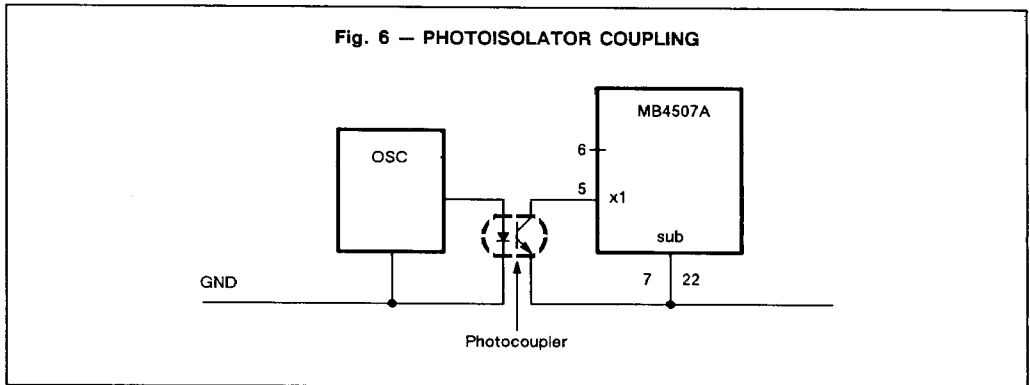 Fig. 6 — PHOTOISOLATOR COUPLING
MB4507A
OSC
6
5
x1
sub
7 22
GND
Photocoupler